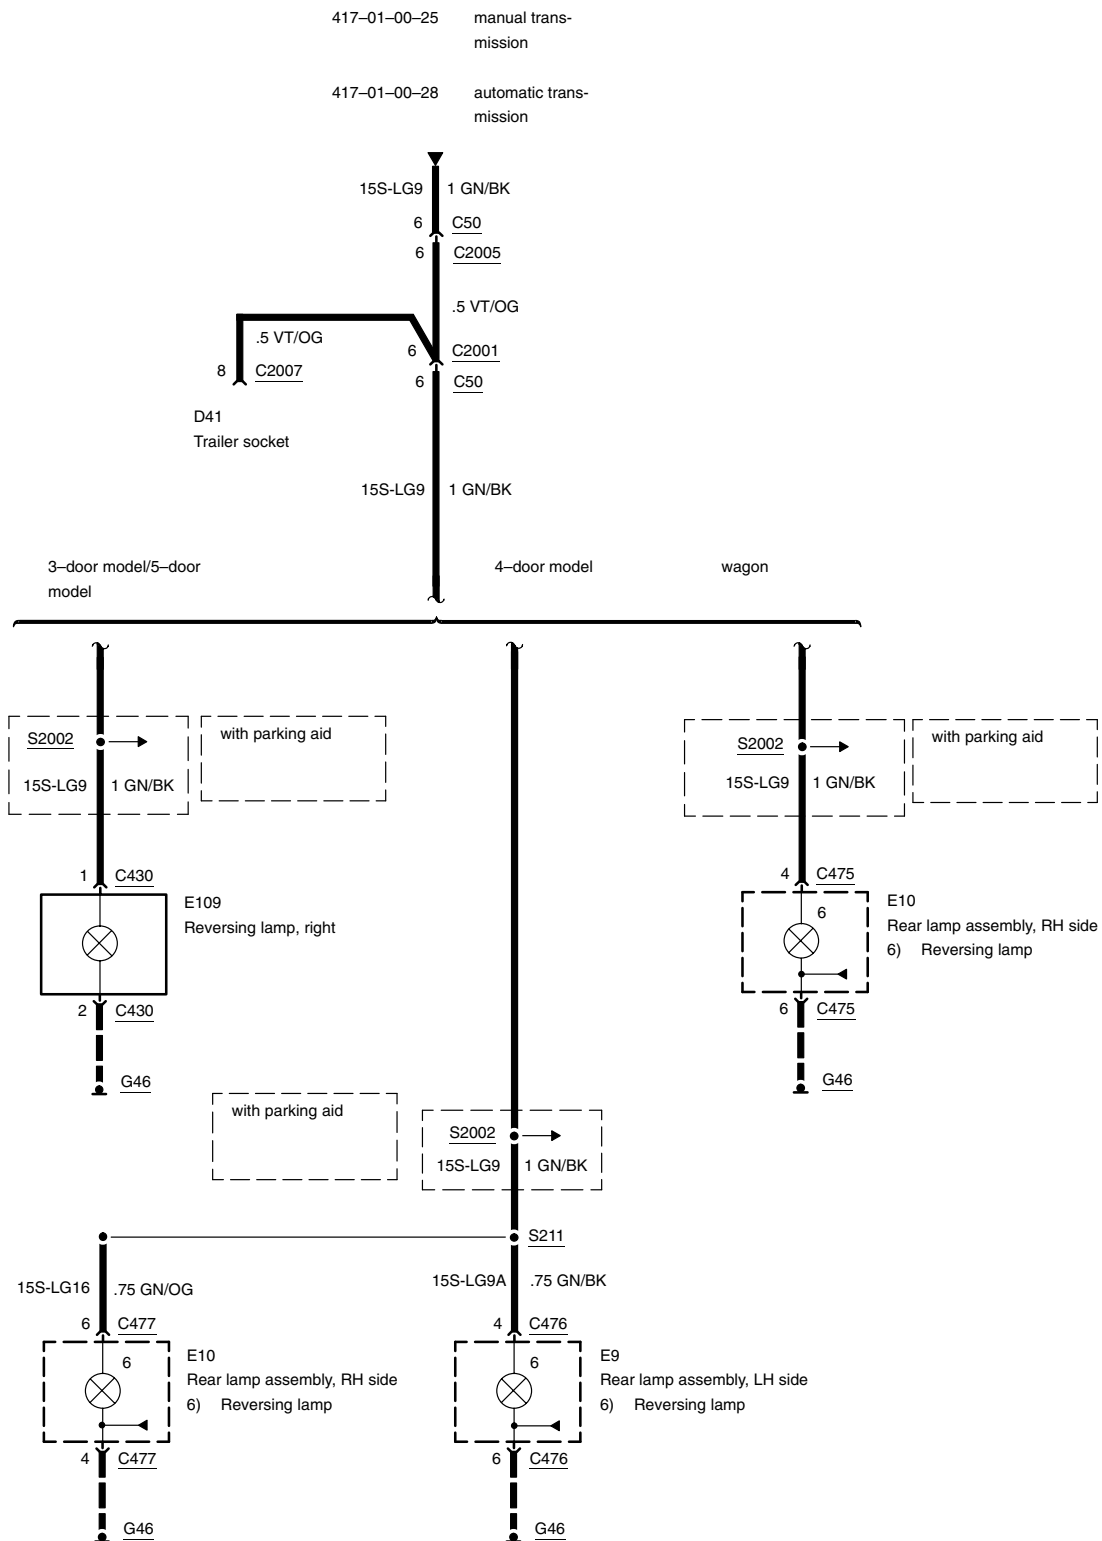 417–01–00–25 manual trans-
mission
417–01–00–28 automatic trans-
mission
15S-LG9 1 GN/BK
6 C50
6 C2005
.5 VT/OG
.5 VT/OG
6 C2001
8 C2007
6 C50
D41
Trailer socket
15S-LG9 1 GN/BK
3–door model/5–door
model
4–door model
wagon
S2002
with parking aid
15S-LG9 1 GN/BK
S2002
with parking aid
15S-LG9 1 GN/BK
1 C430
E109
Reversing lamp, right
2 C430
G46
4 C475
6
E10
Rear lamp assembly, RH side
6) Reversing lamp
6 C475
G46
with parking aid
S2002
15S-LG9 1 GN/BK
S211
15S-LG16 .75 GN/OG
15S-LG9A .75 GN/BK
6 C477
6
E10
Rear lamp assembly, RH side
6) Reversing lamp
4 C477
G46
4 C476
6
E9
Rear lamp assembly, LH side
6) Reversing lamp
6 C476
G46